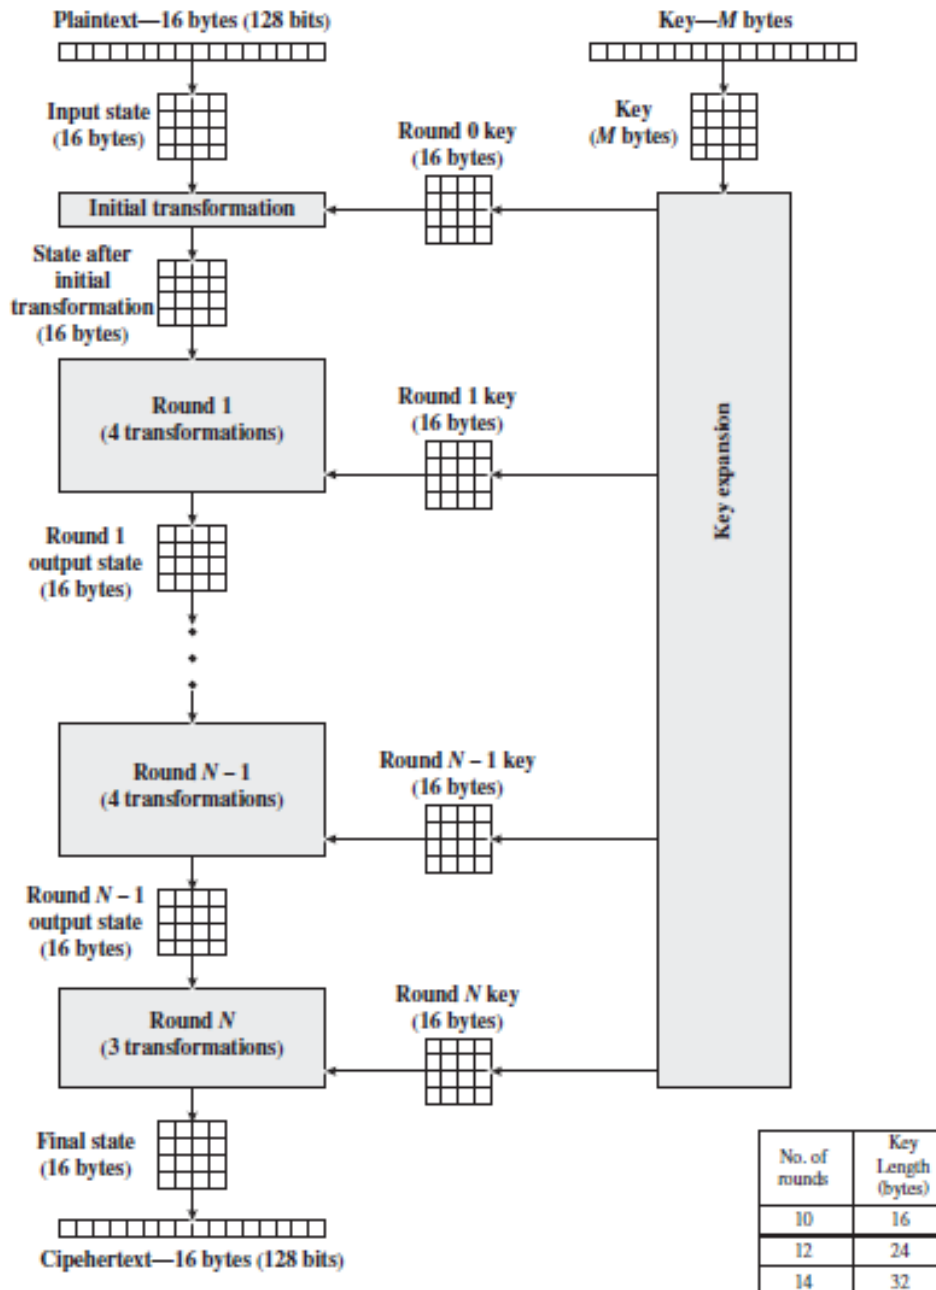 Plaintext—16 bytes (128 bits)
Key—M bytes
Input state
(16 bytes)
Key
(M bytes)
Round 0 key
(16 bytes)
Initial transformation
State after
initial
transformation
(16 bytes)
Round 1
(4 transformations)
Round 1 key
(16 bytes)
Key expansion
Round 1
output state
(16 bytes)
Round N – 1
(4 transformations)
Round N – 1 key
(16 bytes)
Round N – 1
output state
(16 bytes)
Round N
(3 transformations)
Round N key
(16 bytes)
Final state
(16 bytes)
Cipehertext—16 bytes (128 bits)
No. of
rounds
Key
Length
(bytes)
10 16
12 24
14 32